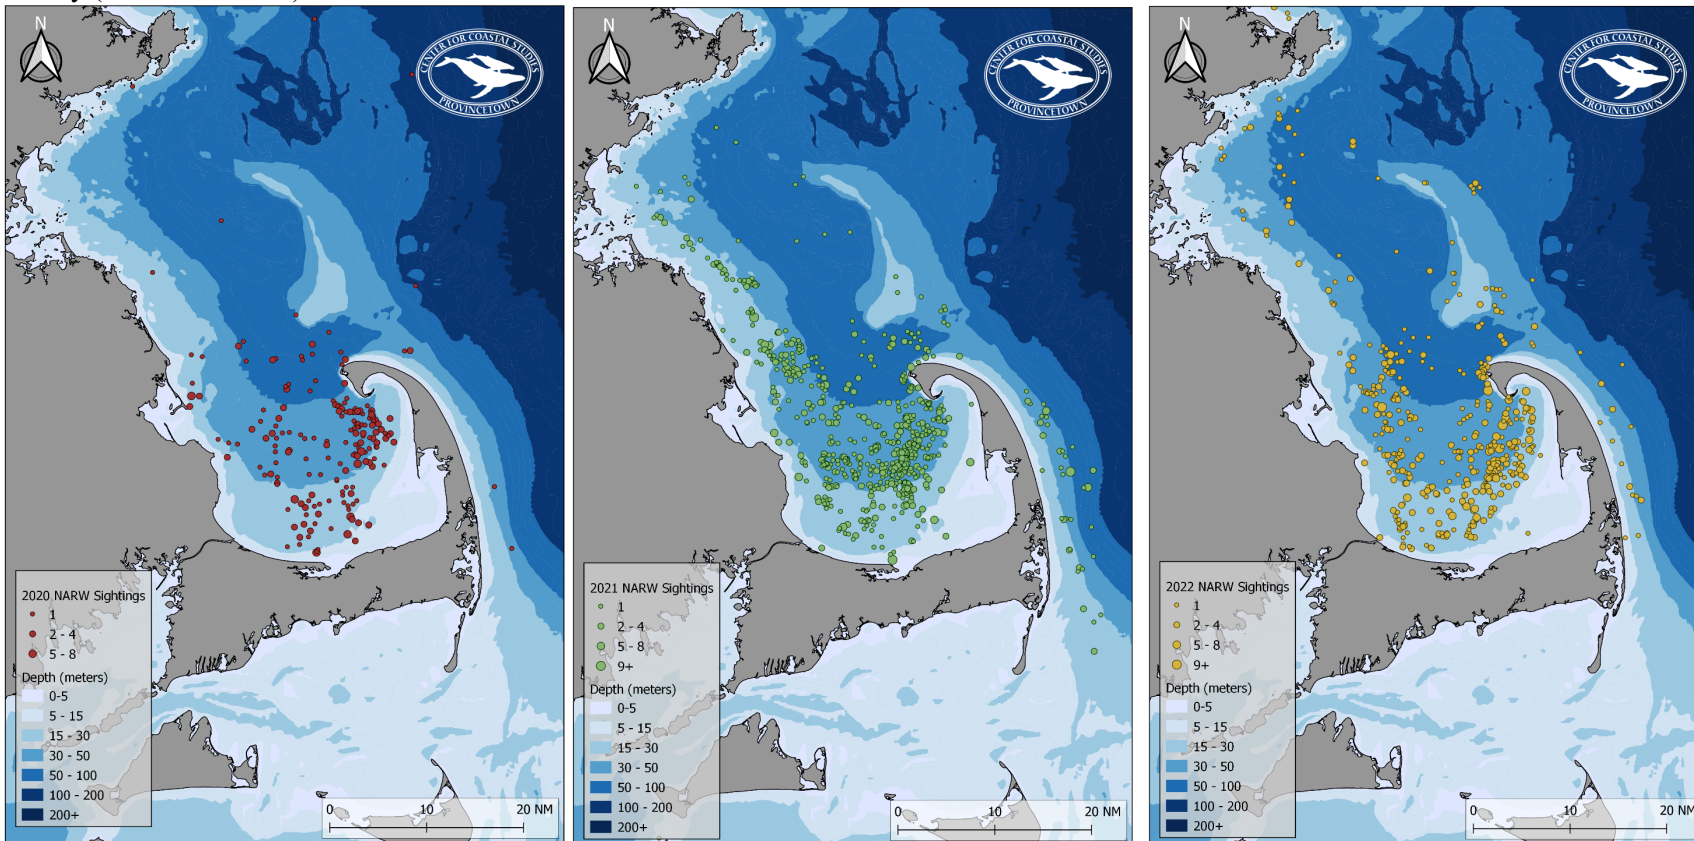 N
CENTER FOR COASTAL STUDIES
PROVINCETOWN
2020 NARW Sightings
1
2 - 4
5 - 8
Depth (meters)
0-5
5 - 15
15 - 30
30 - 50
50 - 100
100 - 200
200+
0 10 20 NM
N
CENTER FOR COASTAL STUDIES
PROVINCETOWN
2021 NARW Sightings
1
2 - 4
5 - 8
9+
Depth (meters)
0-5
5 - 15
15 - 30
30 - 50
50 - 100
100 - 200
200+
0 10 20 NM
N
CENTER FOR COASTAL STUDIES
PROVINCETOWN
2022 NARW Sightings
1
2 - 4
5 - 8
9+
Depth (meters)
0-5
5 - 15
15 - 30
30 - 50
50 - 100
100 - 200
200+
0 10 20 NM